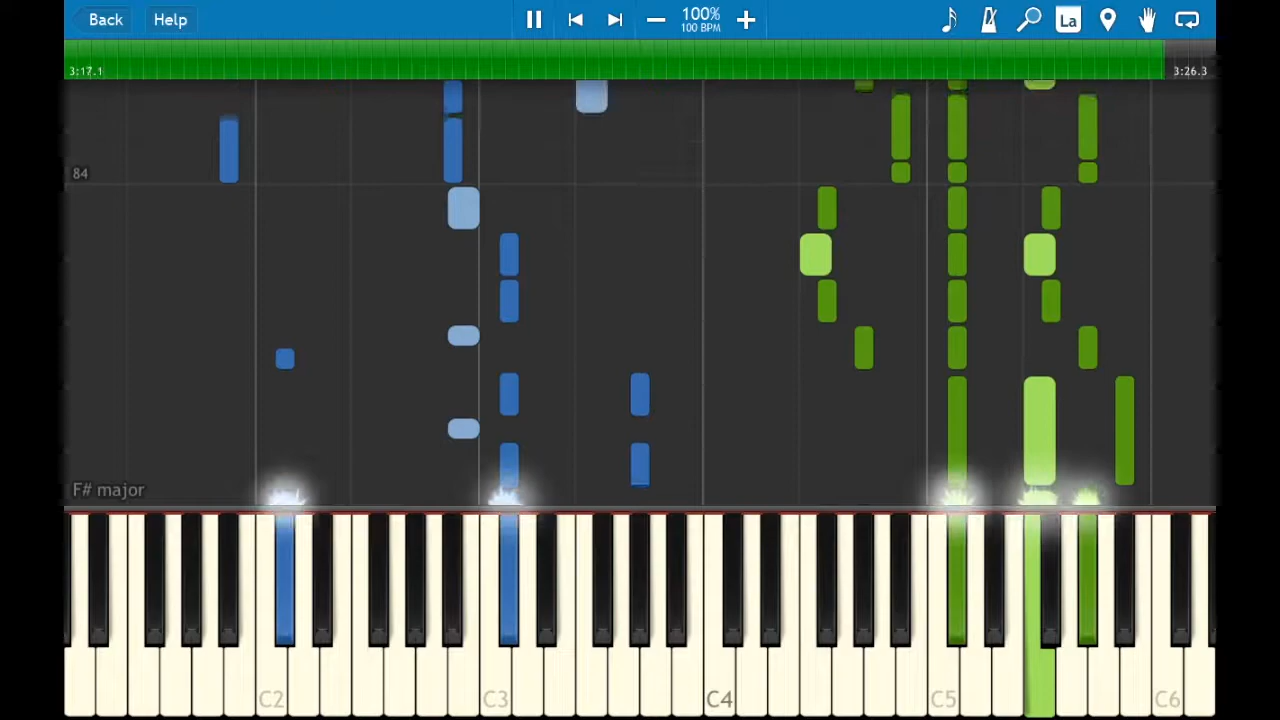 Back
Help
100%
100 BPM
La
3:17.1
3:26.3
84
F# major
C2
C3
C4
C5
C6